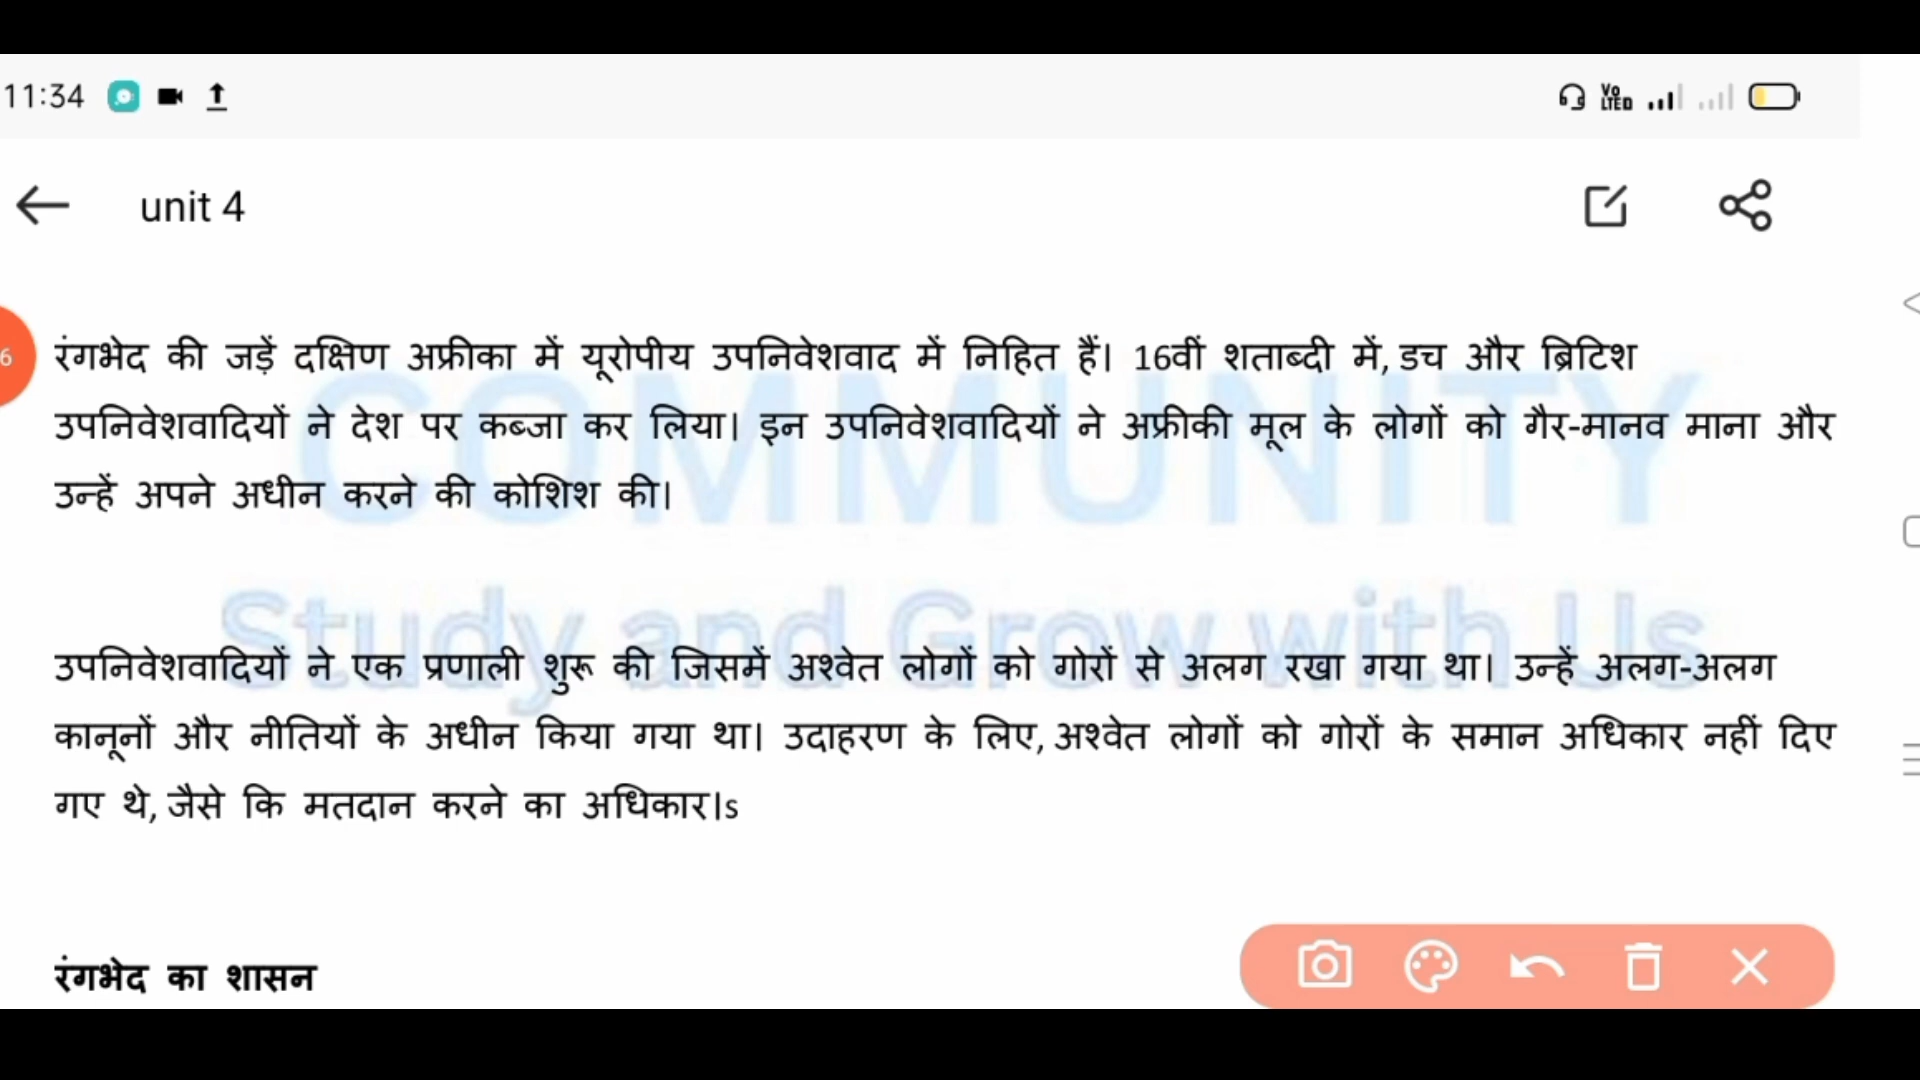 11:34
Vo LTED
unit 4
6
रंगभेद की जड़ें दक्षिण अफ्रीका में यूरोपीय उपनिवेशवाद में निहित हैं। 16वीं शताब्दी में, डच और ब्रिटिश
उपनिवेशवादियों ने देश पर कब्जा कर लिया। इन उपनिवेशवादियों ने अफ्रीकी मूल के लोगों को गैर-मानव माना और
उन्हें अपने अधीन करने की कोशिश की।
COMMUNITY
Study and Grow with Us
उपनिवेशवादियों ने एक प्रणाली शुरू की जिसमें अश्वेत लोगों को गोरों से अलग रखा गया था। उन्हें अलग-अलग
कानूनों और नीतियों के अधीन किया गया था। उदाहरण के लिए, अश्वेत लोगों को गोरों के समान अधिकार नहीं दिए
गए थे, जैसे कि मतदान करने का अधिकार।s
रंगभेद का शासन